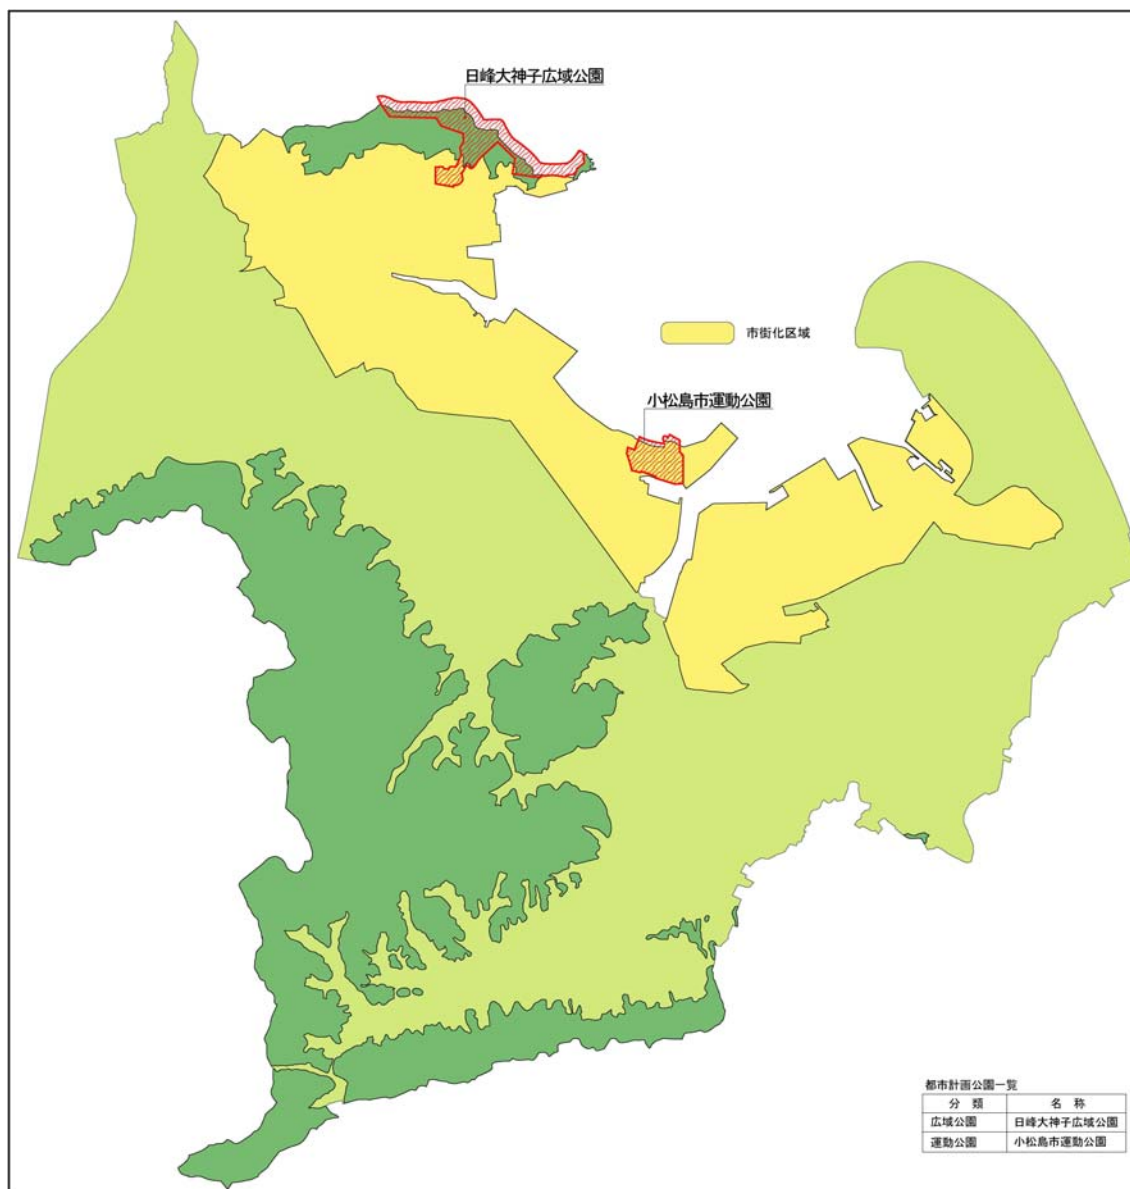 日峰大神子広域公園
市街化区域
小松島市運動公園
都市計画公園一覧
分 類 名 称
広域公園 日峰大神子広域公園
運動公園 小松島市運動公園